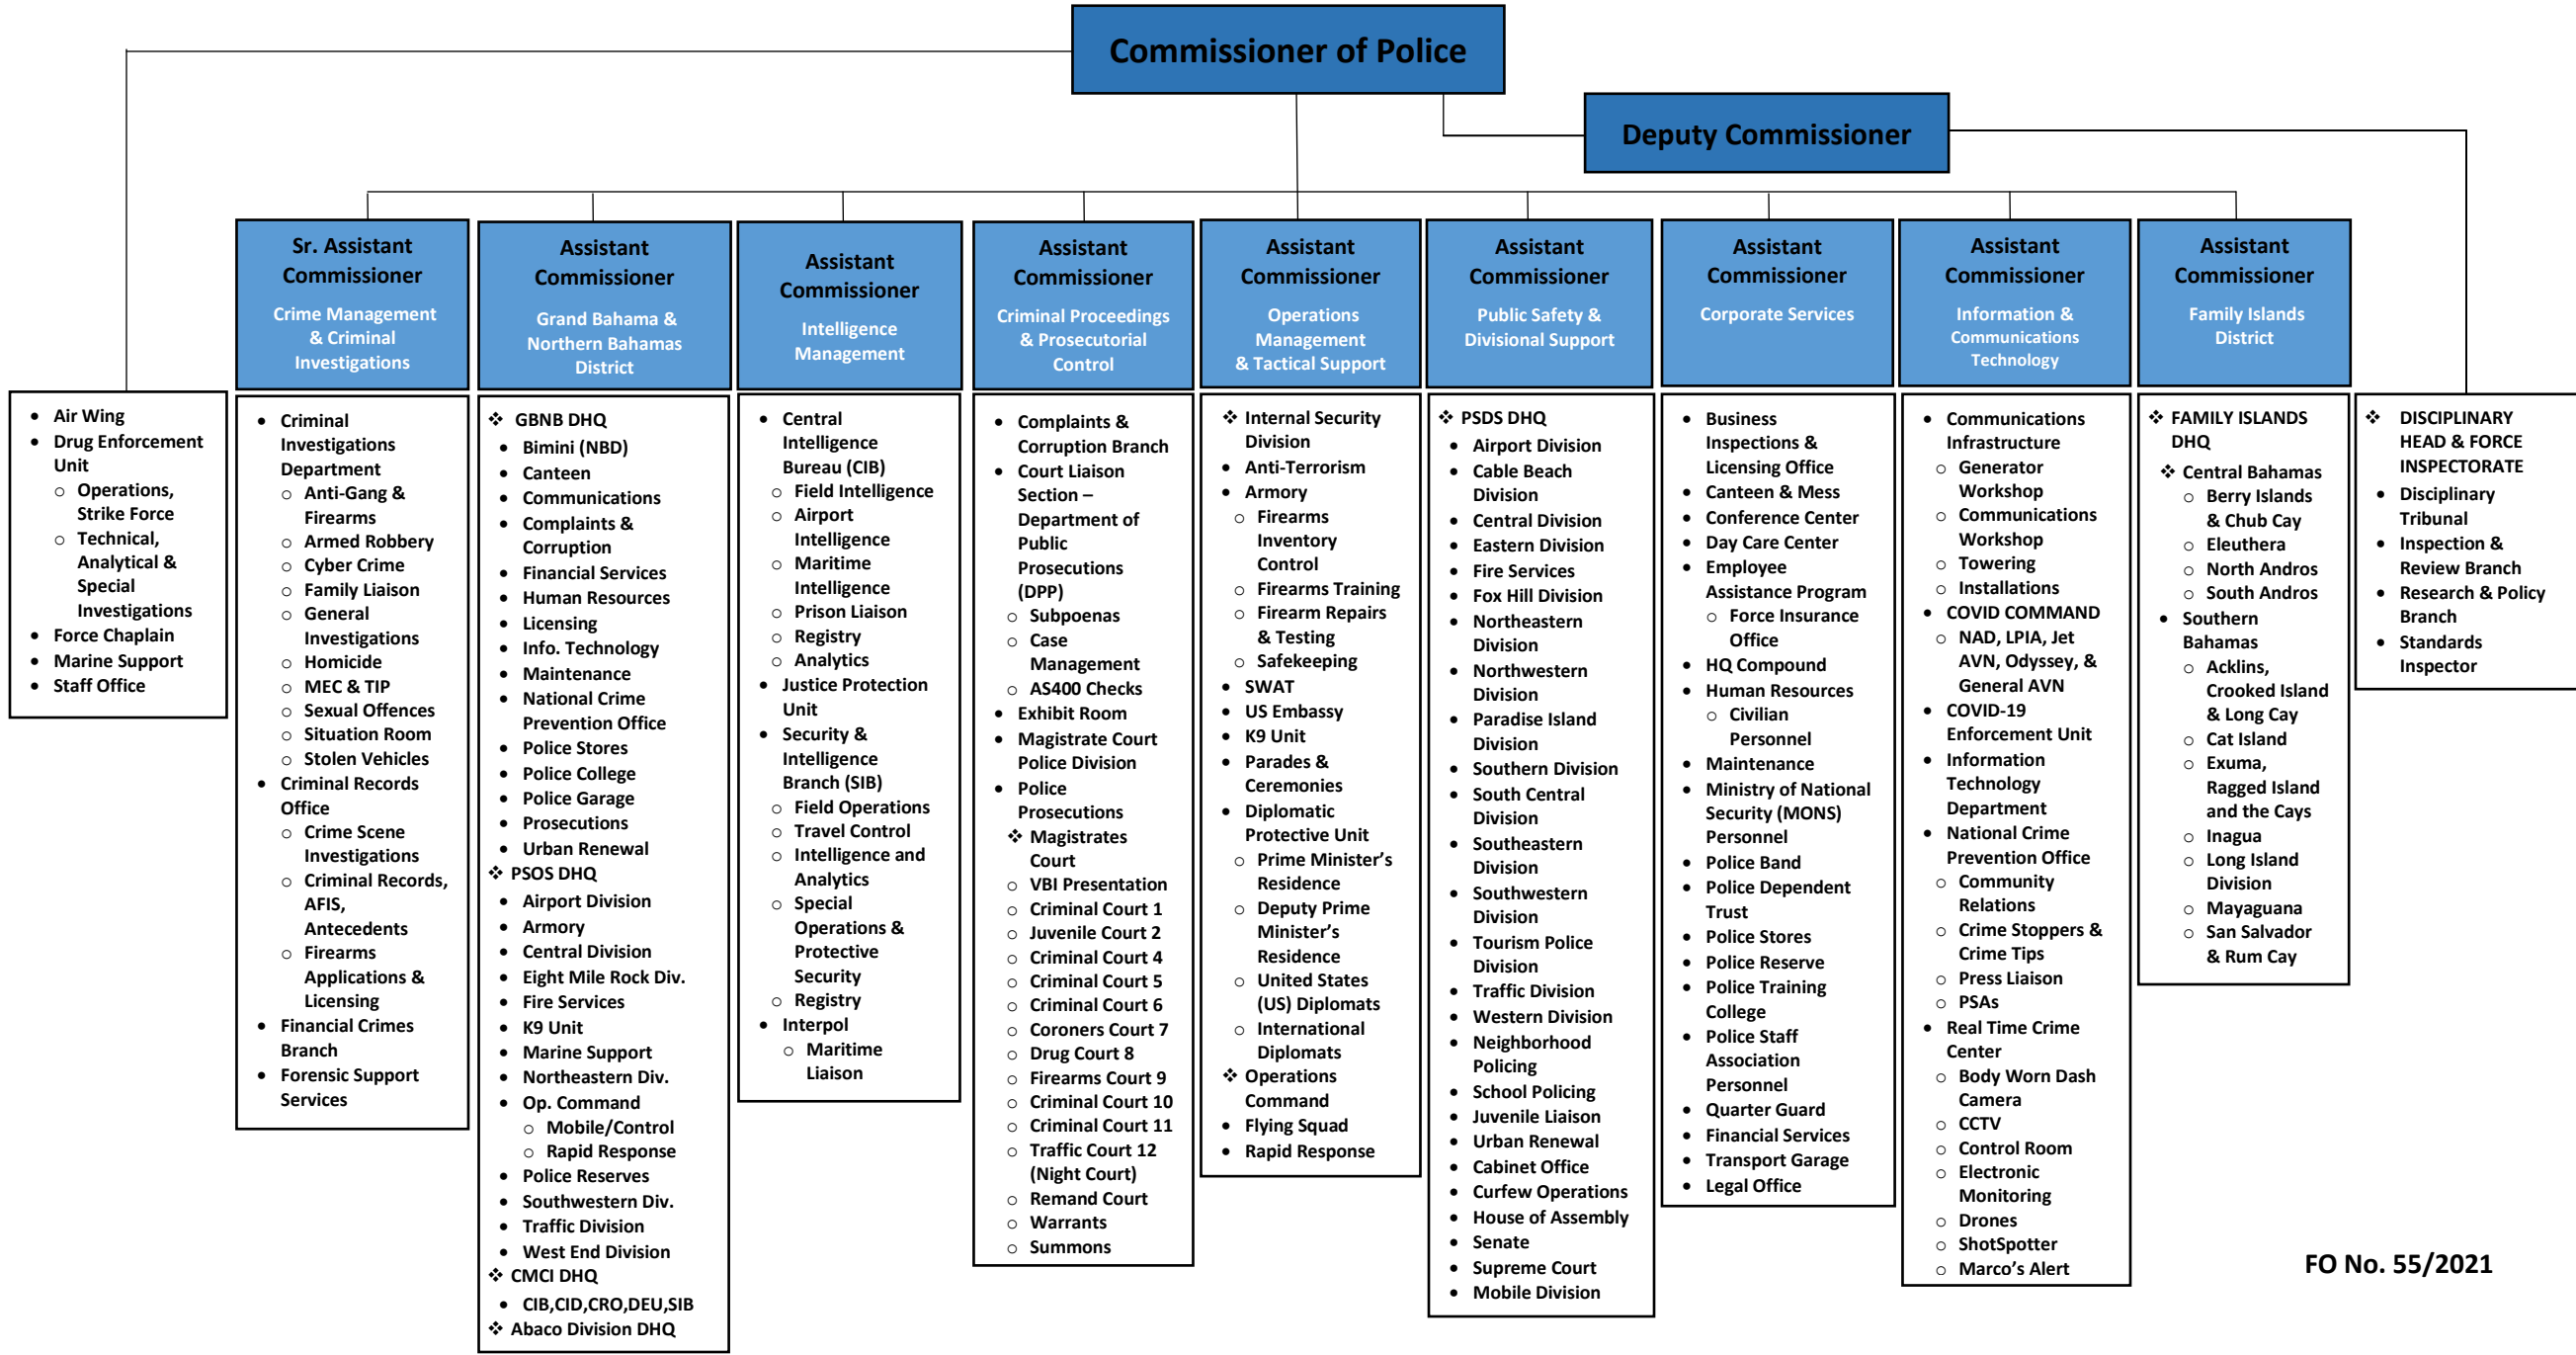 Commissioner of Police
Deputy Commissioner
Sr. Assistant
Commissioner
Crime Management
& Criminal
Investigations
Assistant
Commissioner
Grand Bahama &
Northern Bahamas
District
Assistant
Commissioner
Intelligence
Management
Assistant
Commissioner
Criminal Proceedings
& Prosecutorial
Control
Assistant
Commissioner
Operations
Management
& Tactical Support
Assistant
Commissioner
Public Safety &
Divisional Support
Assistant
Commissioner
Corporate Services
Assistant
Commissioner
Information &
Communications
Technology
Assistant
Commissioner
Family Islands
District
• Air Wing
• Drug Enforcement
Unit
o Operations,
Strike Force
o Technical,
Analytical &
Special
Investigations
• Force Chaplain
• Marine Support
• Staff Office
• Criminal
Investigations
Department
o Anti-Gang &
Firearms
o Armed Robbery
o Cyber Crime
o Family Liaison
o General
Investigations
o Homicide
o MEC & TIP
o Sexual Offences
o Situation Room
o Stolen Vehicles
• Criminal Records
Office
o Crime Scene
Investigations
o Criminal Records,
AFIS,
Antecedents
o Firearms
Applications &
Licensing
• Financial Crimes
Branch
• Forensic Support
Services
❖ GBNB DHQ
• Bimini (NBD)
• Canteen
• Communications
• Complaints &
Corruption
• Financial Services
• Human Resources
• Licensing
• Info. Technology
• Maintenance
• National Crime
Prevention Office
• Police Stores
• Police College
• Police Garage
• Prosecutions
• Urban Renewal
❖ PSOS DHQ
• Airport Division
• Armory
• Central Division
• Eight Mile Rock Div.
• Fire Services
• K9 Unit
• Marine Support
• Northeastern Div.
• Op. Command
o Mobile/Control
o Rapid Response
• Police Reserves
• Southwestern Div.
• Traffic Division
• West End Division
❖ CMCI DHQ
• CIB,CID,CRO,DEU,SIB
❖ Abaco Division DHQ
• Central
Intelligence
Bureau (CIB)
o Field Intelligence
o Airport
Intelligence
o Maritime
Intelligence
o Prison Liaison
o Registry
o Analytics
• Justice Protection
Unit
• Security &
Intelligence
Branch (SIB)
o Field Operations
o Travel Control
o Intelligence and
Analytics
o Special
Operations &
Protective
Security
o Registry
• Interpol
o Maritime
Liaison
• Complaints &
Corruption Branch
• Court Liaison
Section –
Department of
Public
Prosecutions
(DPP)
o Subpoenas
o Case
Management
o AS400 Checks
• Exhibit Room
• Magistrate Court
Police Division
• Police
Prosecutions
❖ Magistrates
Court
o VBI Presentation
o Criminal Court 1
o Juvenile Court 2
o Criminal Court 4
o Criminal Court 5
o Criminal Court 6
o Coroners Court 7
o Drug Court 8
o Firearms Court 9
o Criminal Court 10
o Criminal Court 11
o Traffic Court 12
(Night Court)
o Remand Court
o Warrants
o Summons
❖ Internal Security
Division
• Anti-Terrorism
• Armory
o Firearms
Inventory
Control
o Firearms Training
o Firearm Repairs
& Testing
o Safekeeping
• SWAT
• US Embassy
• K9 Unit
• Parades &
Ceremonies
• Diplomatic
Protective Unit
o Prime Minister’s
Residence
o Deputy Prime
Minister’s
Residence
o United States
(US) Diplomats
o International
Diplomats
❖ Operations
Command
• Flying Squad
• Rapid Response
❖ PSDS DHQ
• Airport Division
• Cable Beach
Division
• Central Division
• Eastern Division
• Fire Services
• Fox Hill Division
• Northeastern
Division
• Northwestern
Division
• Paradise Island
Division
• Southern Division
• South Central
Division
• Southeastern
Division
• Southwestern
Division
• Tourism Police
Division
• Traffic Division
• Western Division
• Neighborhood
Policing
• School Policing
• Juvenile Liaison
• Urban Renewal
• Cabinet Office
• Curfew Operations
• House of Assembly
• Senate
• Supreme Court
• Mobile Division
• Business
Inspections &
Licensing Office
• Canteen & Mess
• Conference Center
• Day Care Center
• Employee
Assistance Program
o Force Insurance
Office
• HQ Compound
• Human Resources
o Civilian
Personnel
• Maintenance
• Ministry of National
Security (MONS)
Personnel
• Police Band
• Police Dependent
Trust
• Police Stores
• Police Reserve
• Police Training
College
• Police Staff
Association
Personnel
• Quarter Guard
• Financial Services
• Transport Garage
• Legal Office
• Communications
Infrastructure
o Generator
Workshop
o Communications
Workshop
o Towering
o Installations
• COVID COMMAND
o NAD, LPIA, Jet
AVN, Odyssey, &
General AVN
• COVID-19
Enforcement Unit
• Information
Technology
Department
• National Crime
Prevention Office
o Community
Relations
o Crime Stoppers &
Crime Tips
o Press Liaison
o PSAs
• Real Time Crime
Center
o Body Worn Dash
Camera
o CCTV
o Control Room
o Electronic
Monitoring
o Drones
o ShotSpotter
o Marco’s Alert
❖ FAMILY ISLANDS
DHQ
❖ Central Bahamas
o Berry Islands
& Chub Cay
o Eleuthera
o North Andros
o South Andros
• Southern
Bahamas
o Acklins,
Crooked Island
& Long Cay
o Cat Island
o Exuma,
Ragged Island
and the Cays
o Inagua
o Long Island
Division
o Mayaguana
o San Salvador
& Rum Cay
❖ DISCIPLINARY
HEAD & FORCE
INSPECTORATE
• Disciplinary
Tribunal
• Inspection &
Review Branch
• Research & Policy
Branch
• Standards
Inspector
FO No. 55/2021